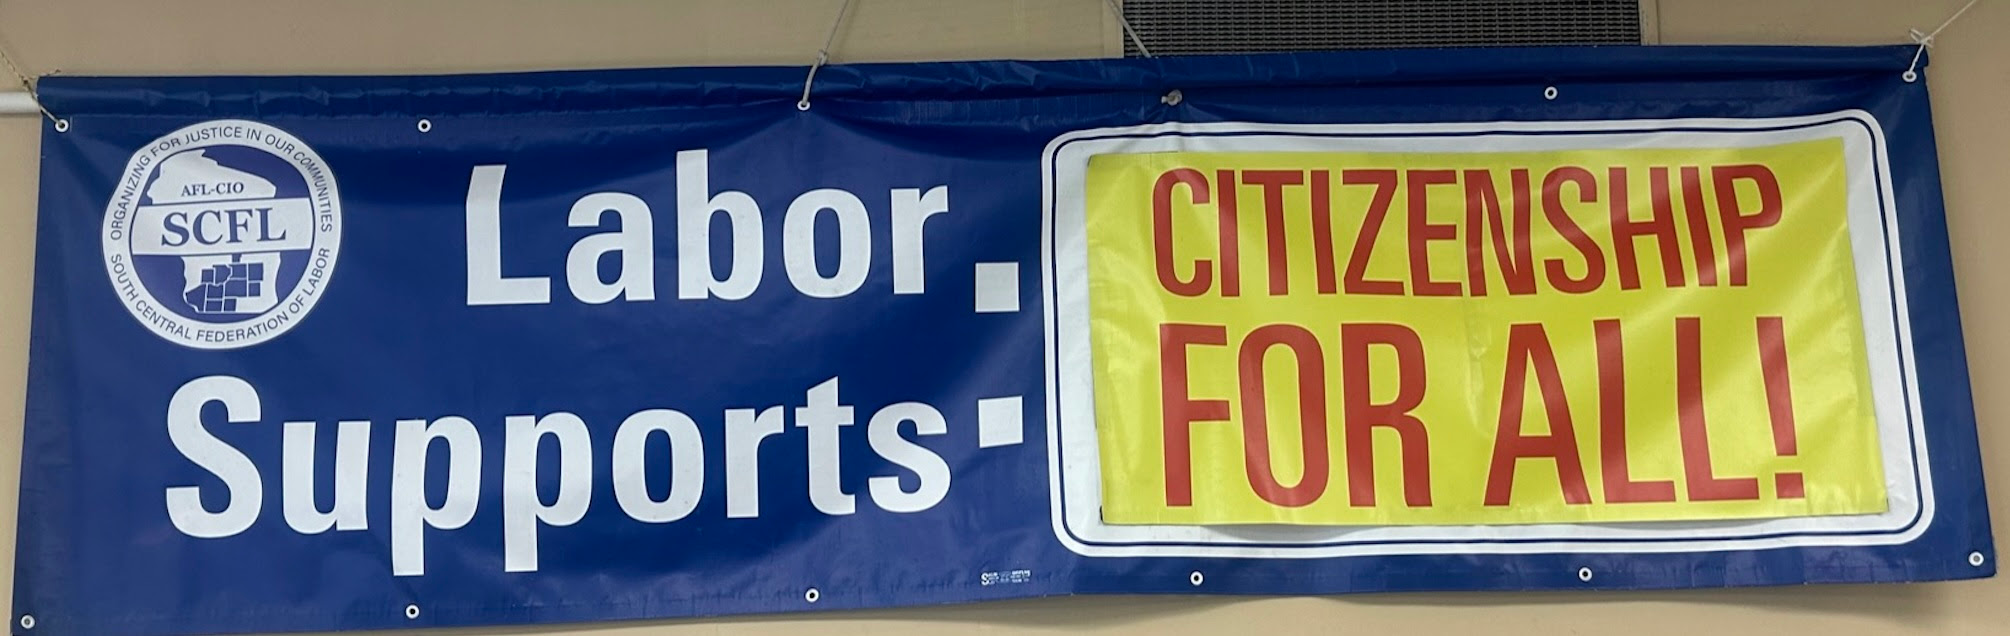 ORGANIZING FOR JUSTICE IN OUR COMMUNITIES
AFL-CIO
SCFL
SOUTH CENTRAL FEDERATION OF LABOR
Labor
Supports:
CITIZENSHIP
FOR ALL!